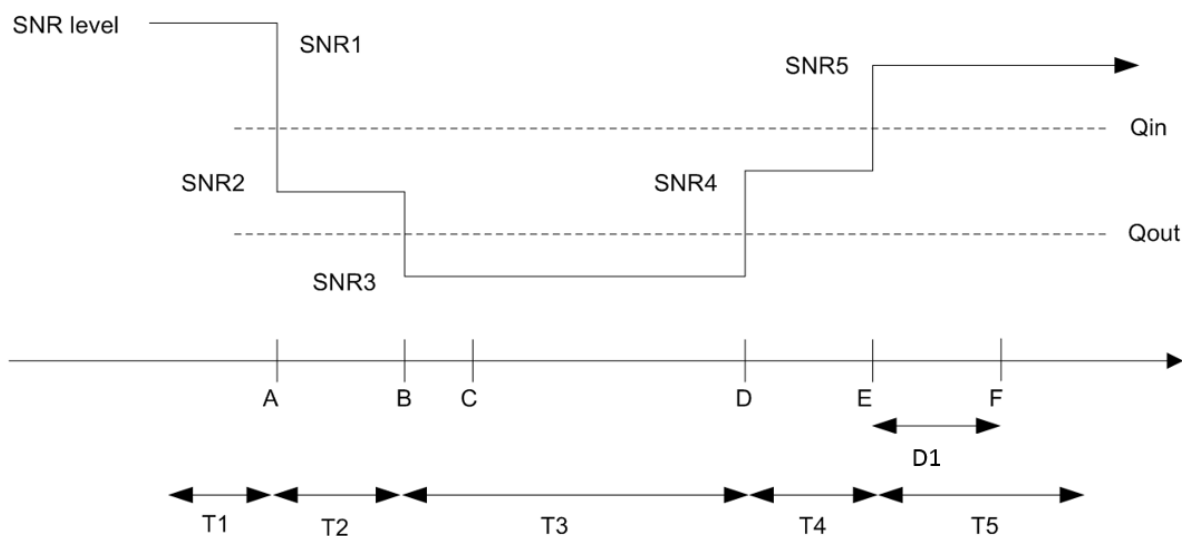 SNR level
SNR1
SNR5
Qin
SNR2
SNR4
Qout
SNR3
A B C D E F
D1
T1 T2 T3 T4 T5